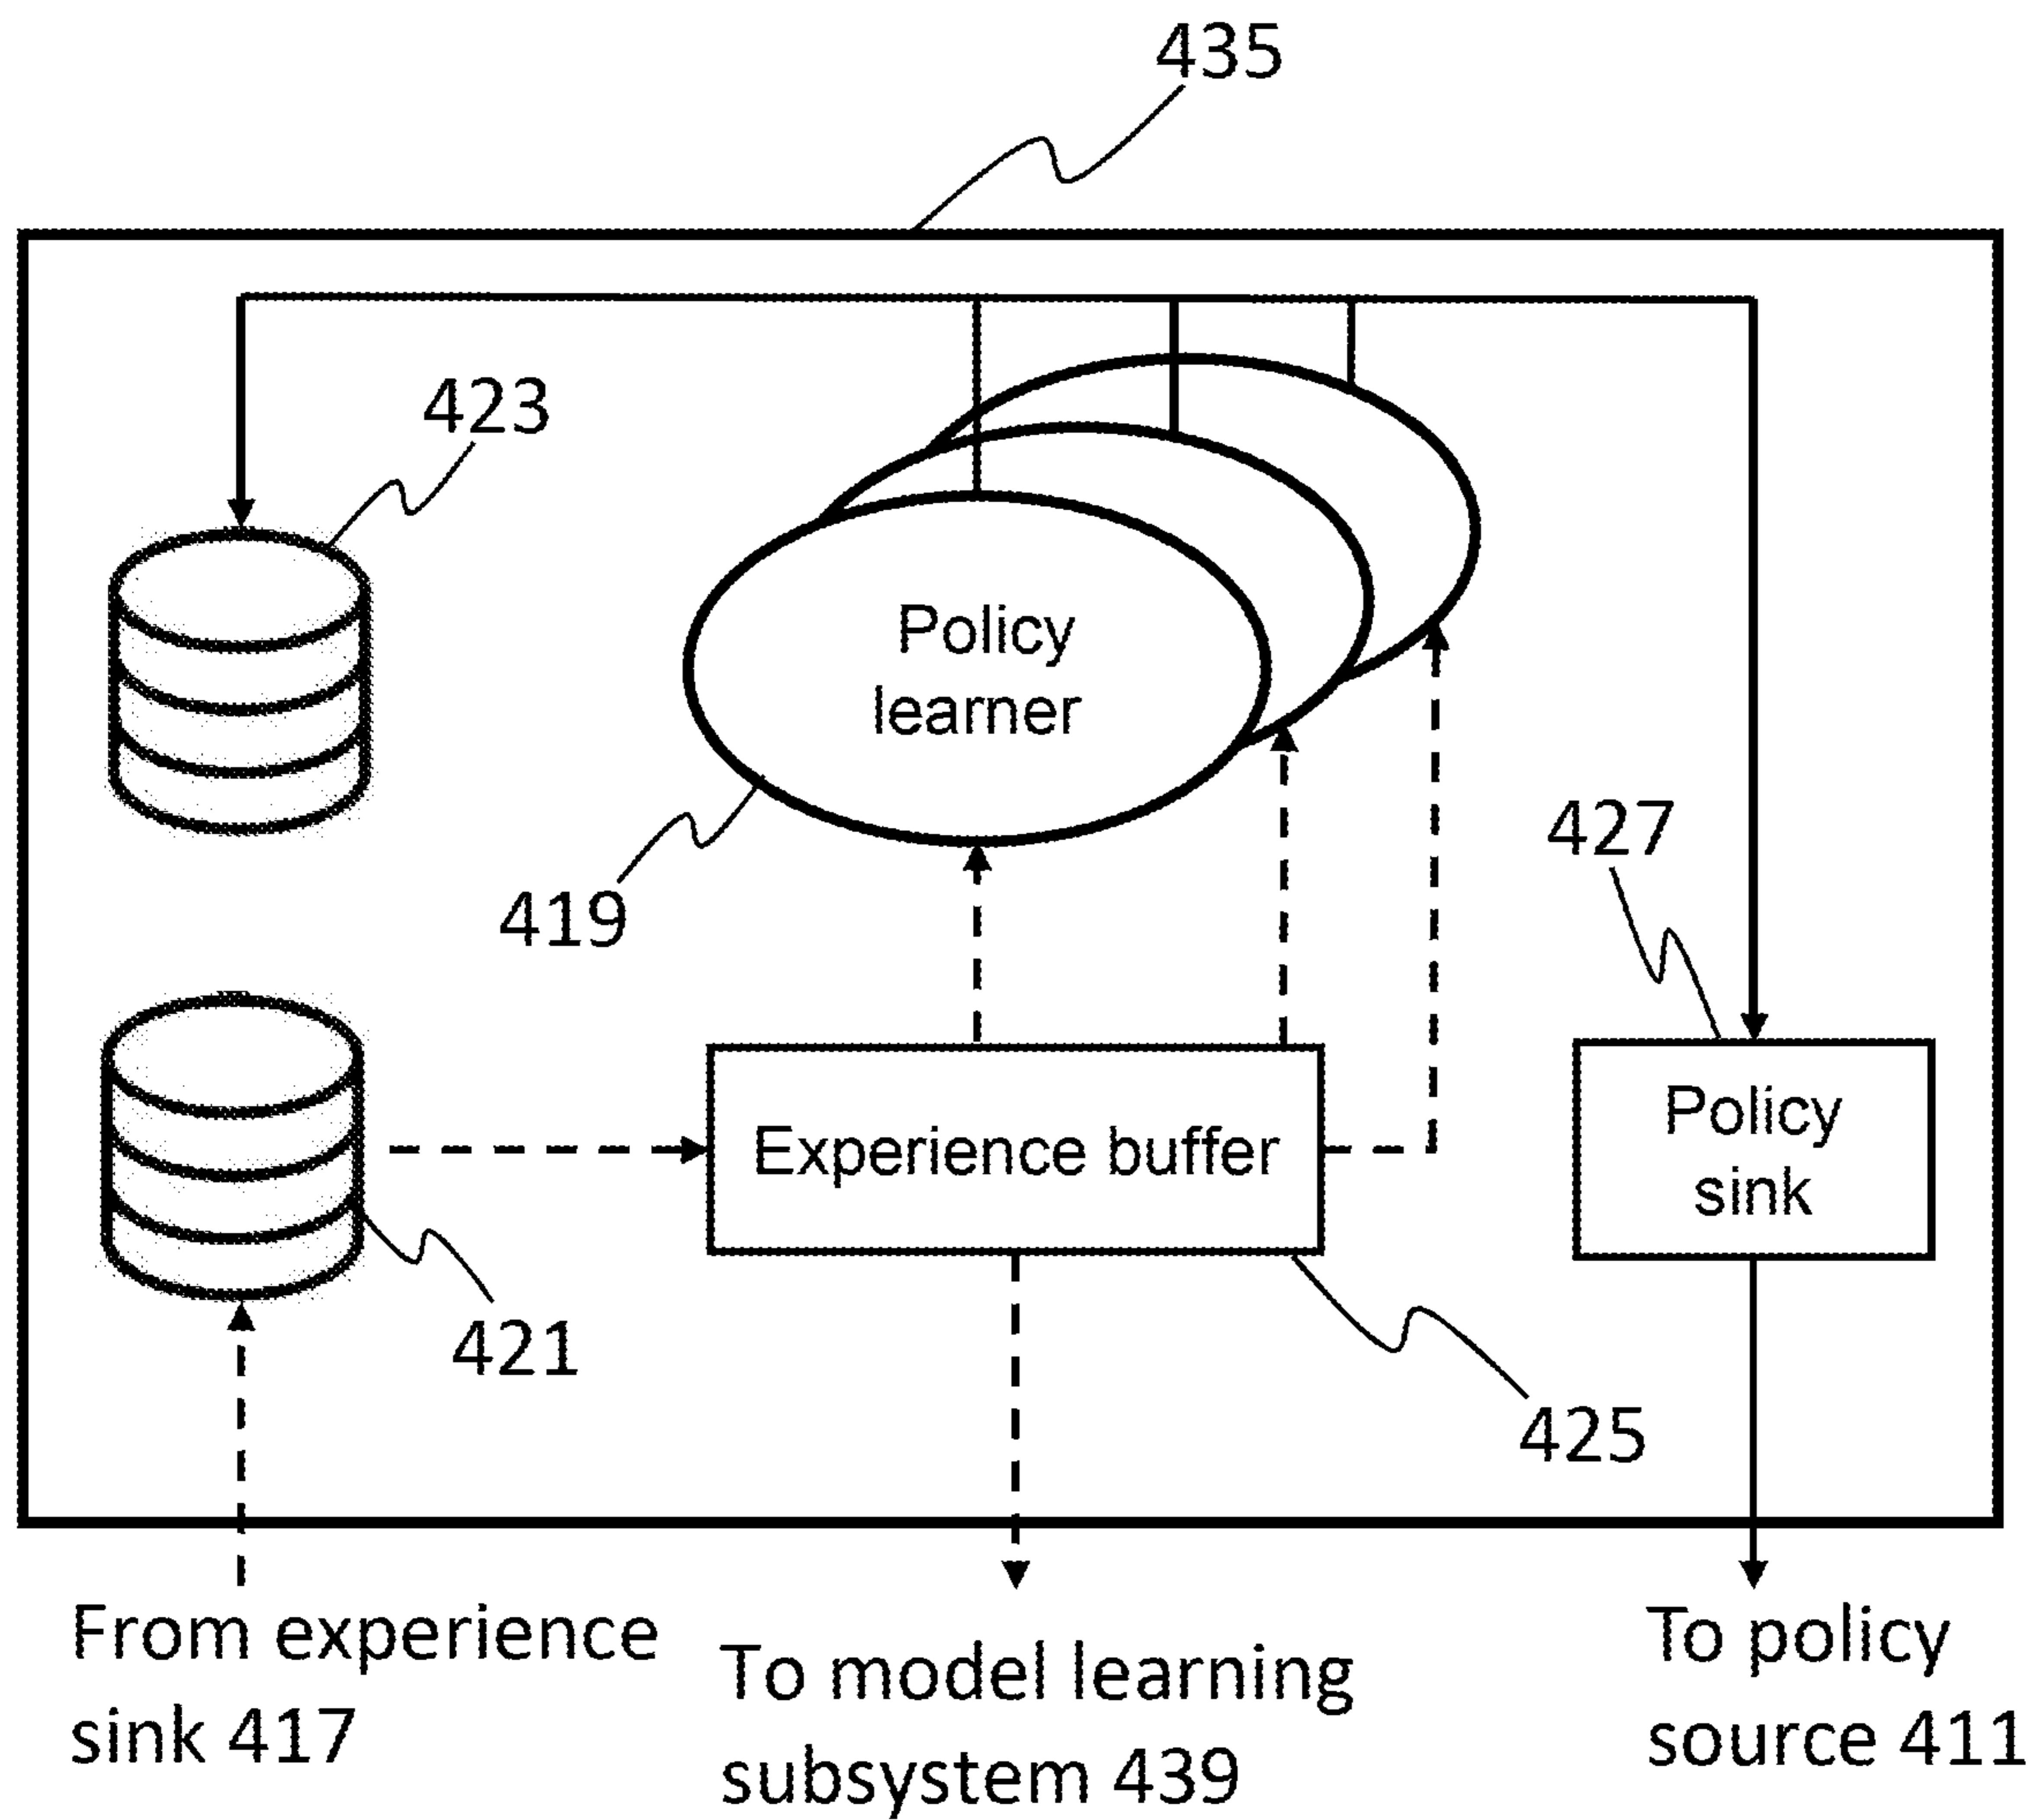 435
423
Policy
learner
427
419
Policy
sink
Experience buffer
421
425
From experience
sink 417
To model learning
subsystem 439
To policy
source 411